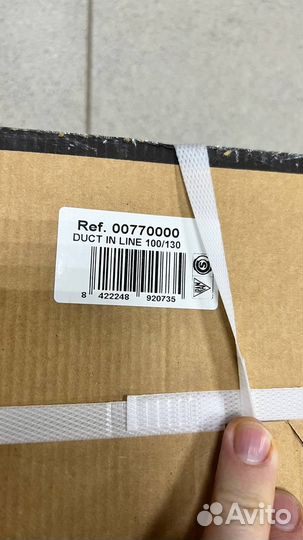 Ref. 00770000
DUCT IN LINE 100/130
8 422248 920735
Avito